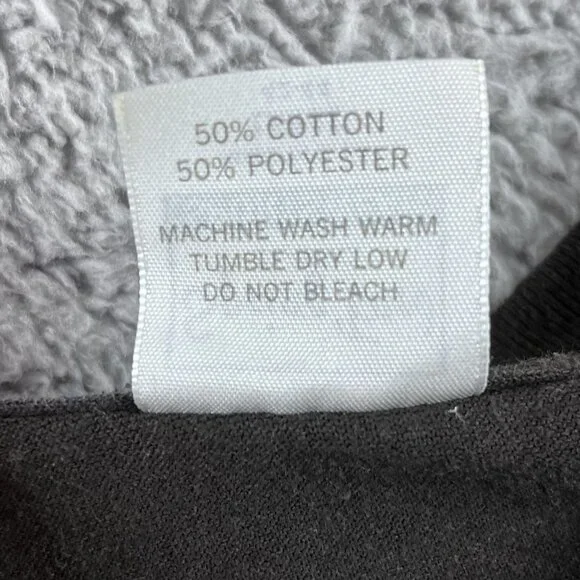 50% COTTON
50% POLYESTER
MACHINE WASH WARM
TUMBLE DRY LOW
DO NOT BLEACH